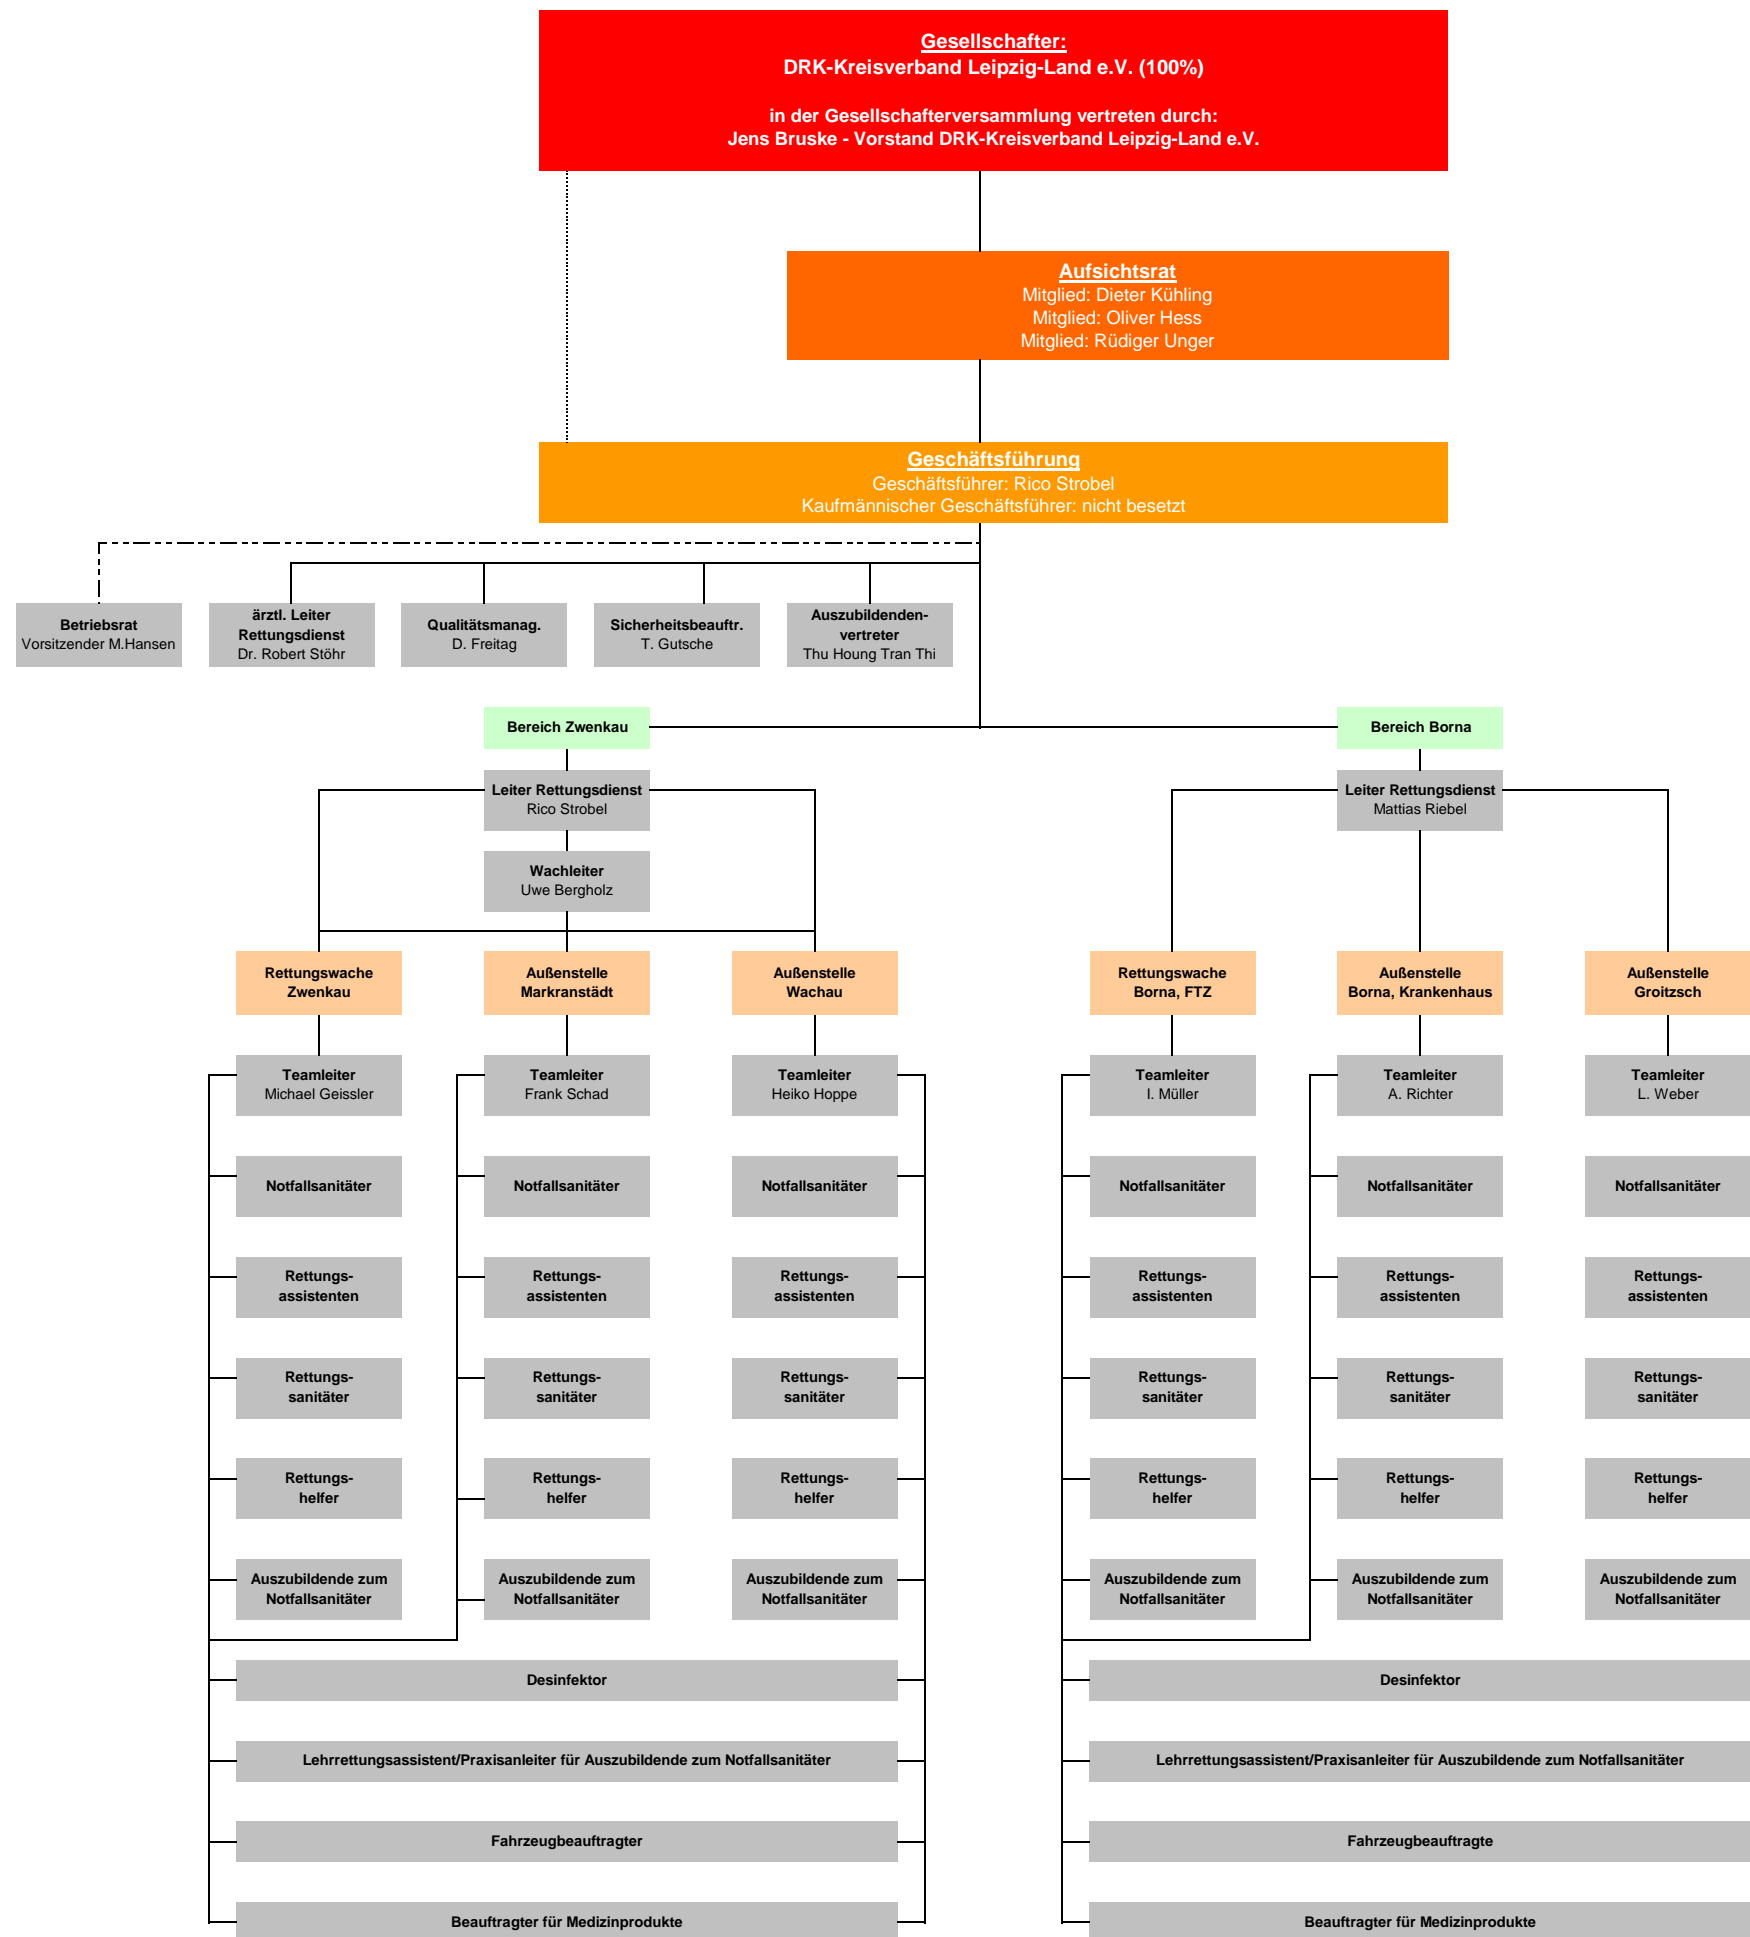 Gesellschafter:
DRK-Kreisverband Leipzig-Land e.V. (100%)
in der Gesellschafterversammlung vertreten durch:
Jens Bruske - Vorstand DRK-Kreisverband Leipzig-Land e.V.
Aufsichtsrat
Mitglied: Dieter Kühling
Mitglied: Oliver Hess
Mitglied: Rüdiger Unger
Geschäftsführung
Geschäftsführer: Rico Strobel
Kaufmännischer Geschäftsführer: nicht besetzt
Betriebsrat
Vorsitzender M.Hansen
ärztl. Leiter
Rettungsdienst
Dr. Robert Stöhr
Qualitätsmanag.
D. Freitag
Sicherheitsbeauftr.
T. Gutsche
Auszubildenden-
vertreter
Thu Houng Tran Thi
Bereich Zwenkau
Bereich Borna
Leiter Rettungsdienst
Rico Strobel
Leiter Rettungsdienst
Mattias Riebel
Wachleiter
Uwe Bergholz
Rettungswache
Zwenkau
Außenstelle
Markranstädt
Außenstelle
Wachau
Rettungswache
Borna, FTZ
Außenstelle
Borna, Krankenhaus
Außenstelle
Groitzsch
Teamleiter
Michael Geissler
Teamleiter
Frank Schad
Teamleiter
Heiko Hoppe
Teamleiter
I. Müller
Teamleiter
A. Richter
Teamleiter
L. Weber
Notfallsanitäter
Notfallsanitäter
Notfallsanitäter
Notfallsanitäter
Notfallsanitäter
Notfallsanitäter
Rettungs-
assistenten
Rettungs-
assistenten
Rettungs-
assistenten
Rettungs-
assistenten
Rettungs-
assistenten
Rettungs-
assistenten
Rettungs-
sanitäter
Rettungs-
sanitäter
Rettungs-
sanitäter
Rettungs-
sanitäter
Rettungs-
sanitäter
Rettungs-
sanitäter
Rettungs-
helfer
Rettungs-
helfer
Rettungs-
helfer
Rettungs-
helfer
Rettungs-
helfer
Rettungs-
helfer
Auszubildende zum
Notfallsanitäter
Auszubildende zum
Notfallsanitäter
Auszubildende zum
Notfallsanitäter
Auszubildende zum
Notfallsanitäter
Auszubildende zum
Notfallsanitäter
Auszubildende zum
Notfallsanitäter
Desinfektor
Desinfektor
Lehrrettungsassistent/Praxisanleiter für Auszubildende zum Notfallsanitäter
Lehrrettungsassistent/Praxisanleiter für Auszubildende zum Notfallsanitäter
Fahrzeugbeauftragter
Fahrzeugbeauftragte
Beauftragter für Medizinprodukte
Beauftragter für Medizinprodukte